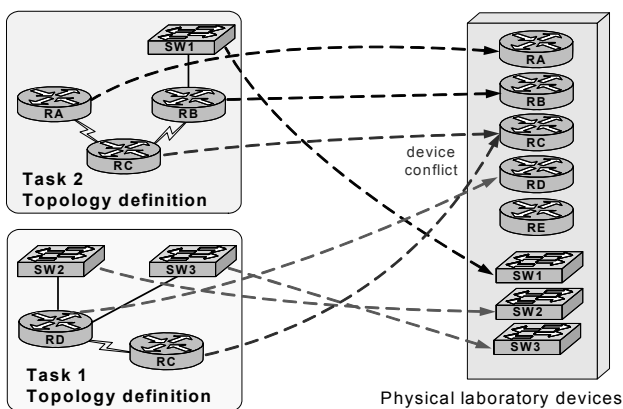 SW1
RA
RB
RC
Task 2
Topology definition
SW2
SW3
RD
RC
Task 1
Topology definition
device
conflict
RA
RB
RC
RD
RE
SW1
SW2
SW3
Physical laboratory devices